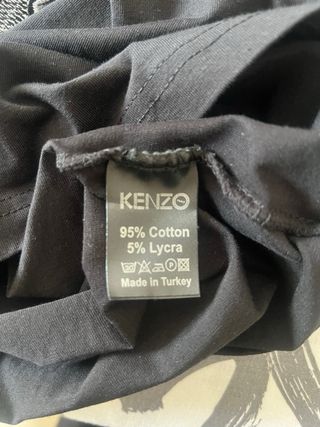 KENZO
95% Cotton
5% Lycra
Made in Turkey